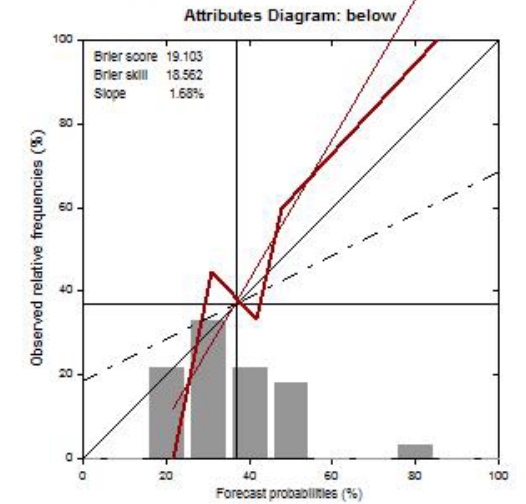 Attributes Diagram: below
Brier score 19.103
Brier skill 18.562
Slope 1.68%
Observed relative frequencies (%)
100
80
60
40
20
0
0 20 40 60 80 100
Forecast probabilities (%)